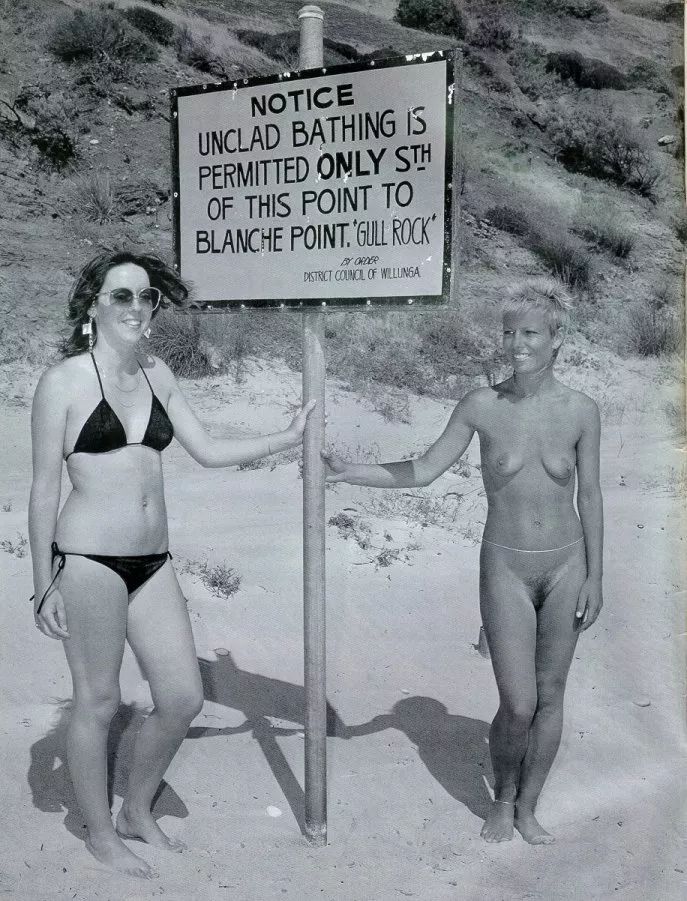 NOTICE
UNCLAD BATHING IS
PERMITTED ONLY STH
OF THIS POINT TO
BLANCHE POINT. "GULL ROCK"
BY ORDER
DISTRICT COUNCIL OF WILLUNGA.